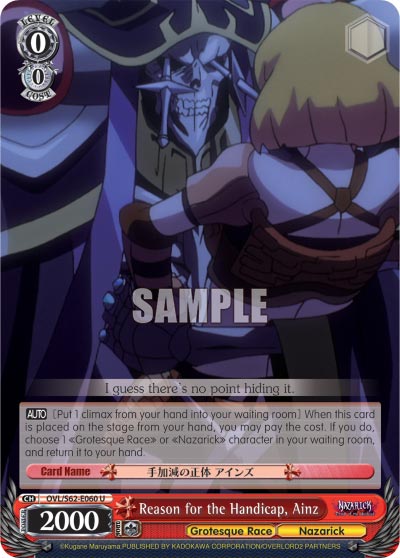 LEVEL
0
0
COST
SAMPLE
I guess there's no point hiding it.
AUTO [Put 1 climax from your hand into your waiting room] When this card
is placed on the stage from your hand, you may pay the cost. If you do,
choose 1 «Grotesque Race» or «Nazarick» character in your waiting room,
and return it to your hand.
Card Name 手加減の正体 アインズ
CH OVL/S62-E060 U
POWER 2000 Reason for the Handicap, Ainz NAZARICK
Grotesque Race Nazarick
©Kugane Maruyama,PUBLISHED BY KADOKAWA CORPORATION/OVERLORD2 PARTNERS